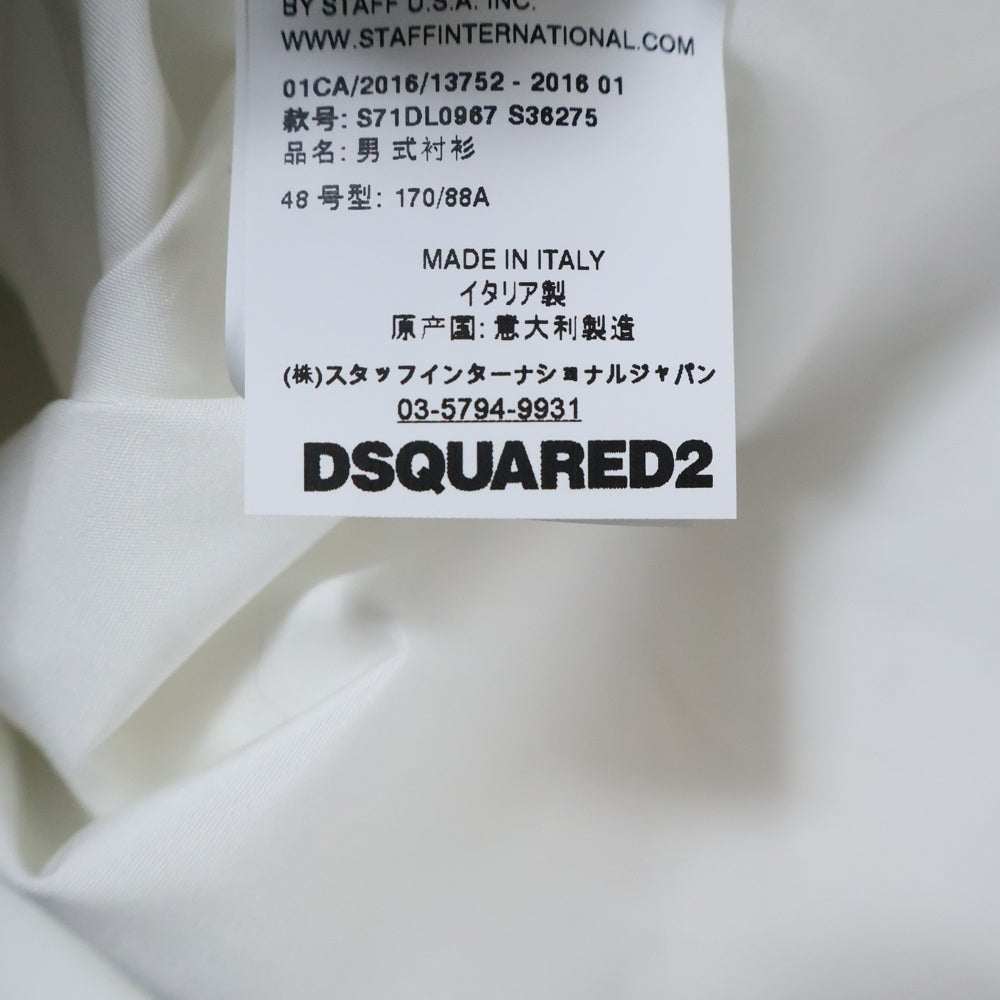 BY STAFF U.S.A. INC.
WWW.STAFFINTERNATIONAL.COM
01CA/2016/13752 - 2016 01
款号: S71DL0967 S36275
品名: 男 式衬衫
48 号型: 170/88A
MADE IN ITALY
イタリア製
原产国: 意大利製造
(株)スタッフインターナショナルジャパン
03-5794-9931
DSQUARED2